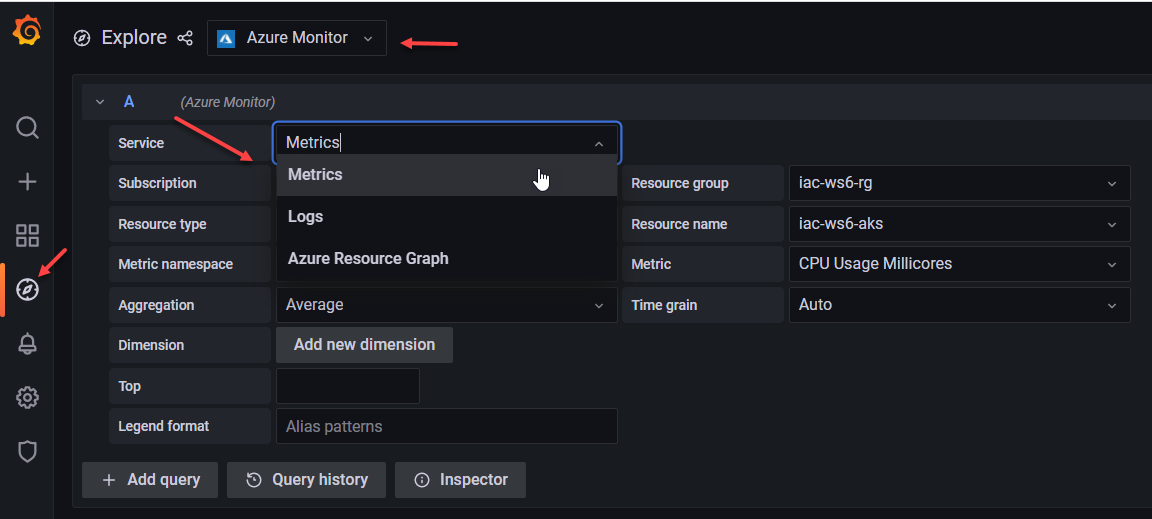 Explore Azure Monitor
A (Azure Monitor)
Service Metrics
Metrics
Subscription Resource group iac-ws6-rg
Logs
Resource type Resource name iac-ws6-aks
Azure Resource Graph
Metric namespace Metric CPU Usage Millicores
Aggregation Average Time grain Auto
Dimension Add new dimension
Top
Legend format Alias patterns
Add query Query history Inspector